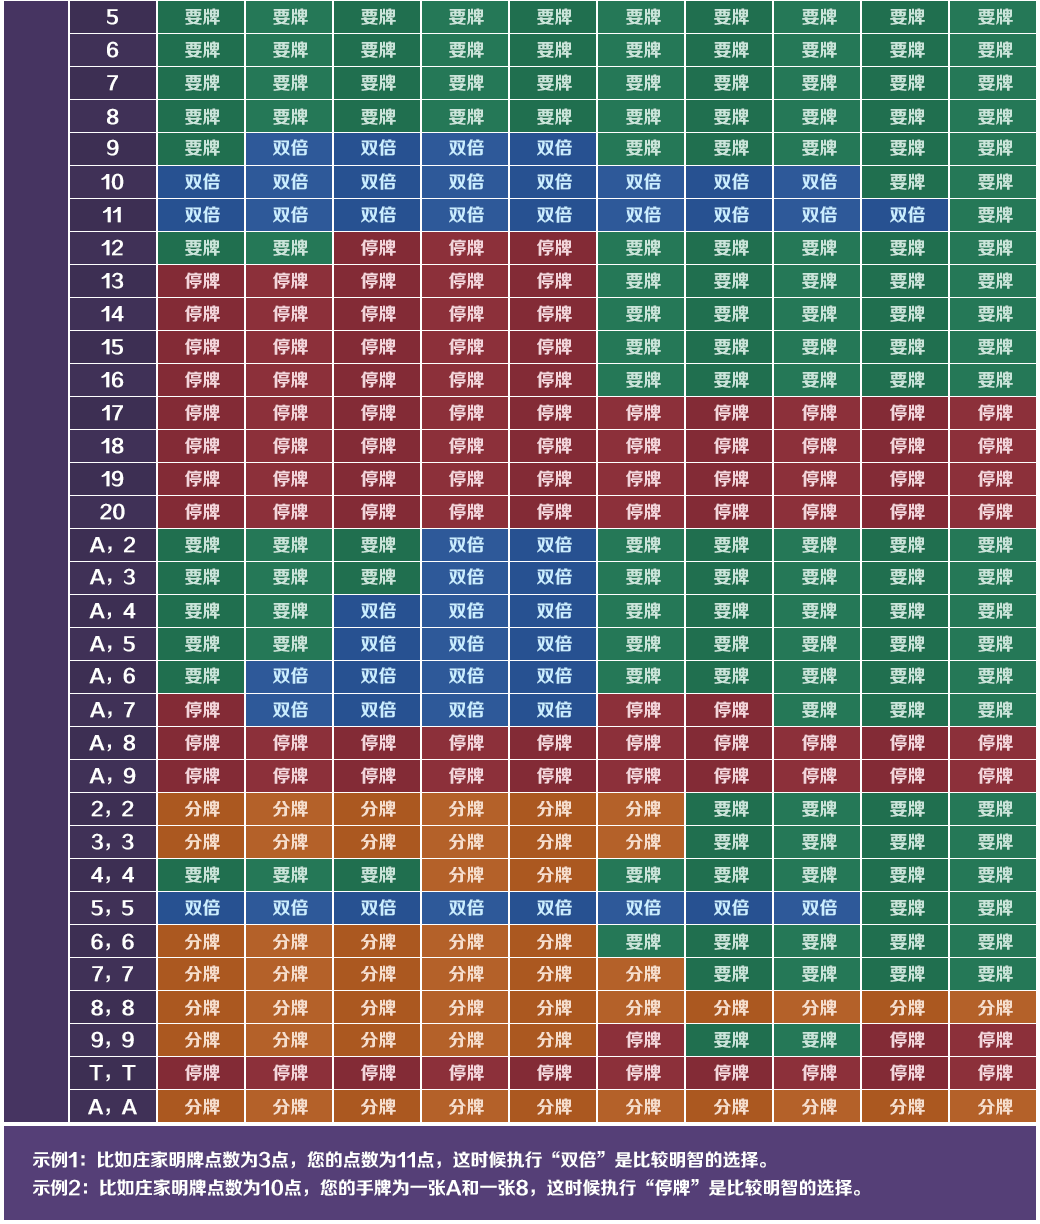 5 要牌 要牌 要牌 要牌 要牌 要牌 要牌 要牌 要牌 要牌
6 要牌 要牌 要牌 要牌 要牌 要牌 要牌 要牌 要牌 要牌
7 要牌 要牌 要牌 要牌 要牌 要牌 要牌 要牌 要牌 要牌
8 要牌 要牌 要牌 要牌 要牌 要牌 要牌 要牌 要牌 要牌
9 要牌 双倍 双倍 双倍 双倍 要牌 要牌 要牌 要牌 要牌
10 双倍 双倍 双倍 双倍 双倍 双倍 双倍 双倍 要牌 要牌
11 双倍 双倍 双倍 双倍 双倍 双倍 双倍 双倍 双倍 要牌
12 要牌 要牌 停牌 停牌 停牌 要牌 要牌 要牌 要牌 要牌
13 停牌 停牌 停牌 停牌 停牌 要牌 要牌 要牌 要牌 要牌
14 停牌 停牌 停牌 停牌 停牌 要牌 要牌 要牌 要牌 要牌
15 停牌 停牌 停牌 停牌 停牌 要牌 要牌 要牌 要牌 要牌
16 停牌 停牌 停牌 停牌 停牌 要牌 要牌 要牌 要牌 要牌
17 停牌 停牌 停牌 停牌 停牌 停牌 停牌 停牌 停牌 停牌
18 停牌 停牌 停牌 停牌 停牌 停牌 停牌 停牌 停牌 停牌
19 停牌 停牌 停牌 停牌 停牌 停牌 停牌 停牌 停牌 停牌
20 停牌 停牌 停牌 停牌 停牌 停牌 停牌 停牌 停牌 停牌
A，2 要牌 要牌 要牌 双倍 双倍 要牌 要牌 要牌 要牌 要牌
A，3 要牌 要牌 要牌 双倍 双倍 要牌 要牌 要牌 要牌 要牌
A，4 要牌 要牌 双倍 双倍 双倍 要牌 要牌 要牌 要牌 要牌
A，5 要牌 要牌 双倍 双倍 双倍 要牌 要牌 要牌 要牌 要牌
A，6 要牌 双倍 双倍 双倍 双倍 要牌 要牌 要牌 要牌 要牌
A，7 停牌 双倍 双倍 双倍 双倍 停牌 停牌 要牌 要牌 要牌
A，8 停牌 停牌 停牌 停牌 停牌 停牌 停牌 停牌 停牌 停牌
A，9 停牌 停牌 停牌 停牌 停牌 停牌 停牌 停牌 停牌 停牌
2，2 分牌 分牌 分牌 分牌 分牌 分牌 要牌 要牌 要牌 要牌
3，3 分牌 分牌 分牌 分牌 分牌 分牌 要牌 要牌 要牌 要牌
4，4 要牌 要牌 要牌 分牌 分牌 要牌 要牌 要牌 要牌 要牌
5，5 双倍 双倍 双倍 双倍 双倍 双倍 双倍 双倍 要牌 要牌
6，6 分牌 分牌 分牌 分牌 分牌 要牌 要牌 要牌 要牌 要牌
7，7 分牌 分牌 分牌 分牌 分牌 分牌 要牌 要牌 要牌 要牌
8，8 分牌 分牌 分牌 分牌 分牌 分牌 分牌 分牌 分牌 分牌
9，9 分牌 分牌 分牌 分牌 分牌 停牌 要牌 要牌 停牌 停牌
T，T 停牌 停牌 停牌 停牌 停牌 停牌 停牌 停牌 停牌 停牌
A，A 分牌 分牌 分牌 分牌 分牌 分牌 分牌 分牌 分牌 分牌
示例1：比如庄家明牌点数为3点，您的点数为11点，这时候执行“双倍”是比较明智的选择。
示例2：比如庄家明牌点数为10点，您的手牌为一张A和一张8，这时候执行“停牌”是比较明智的选择。